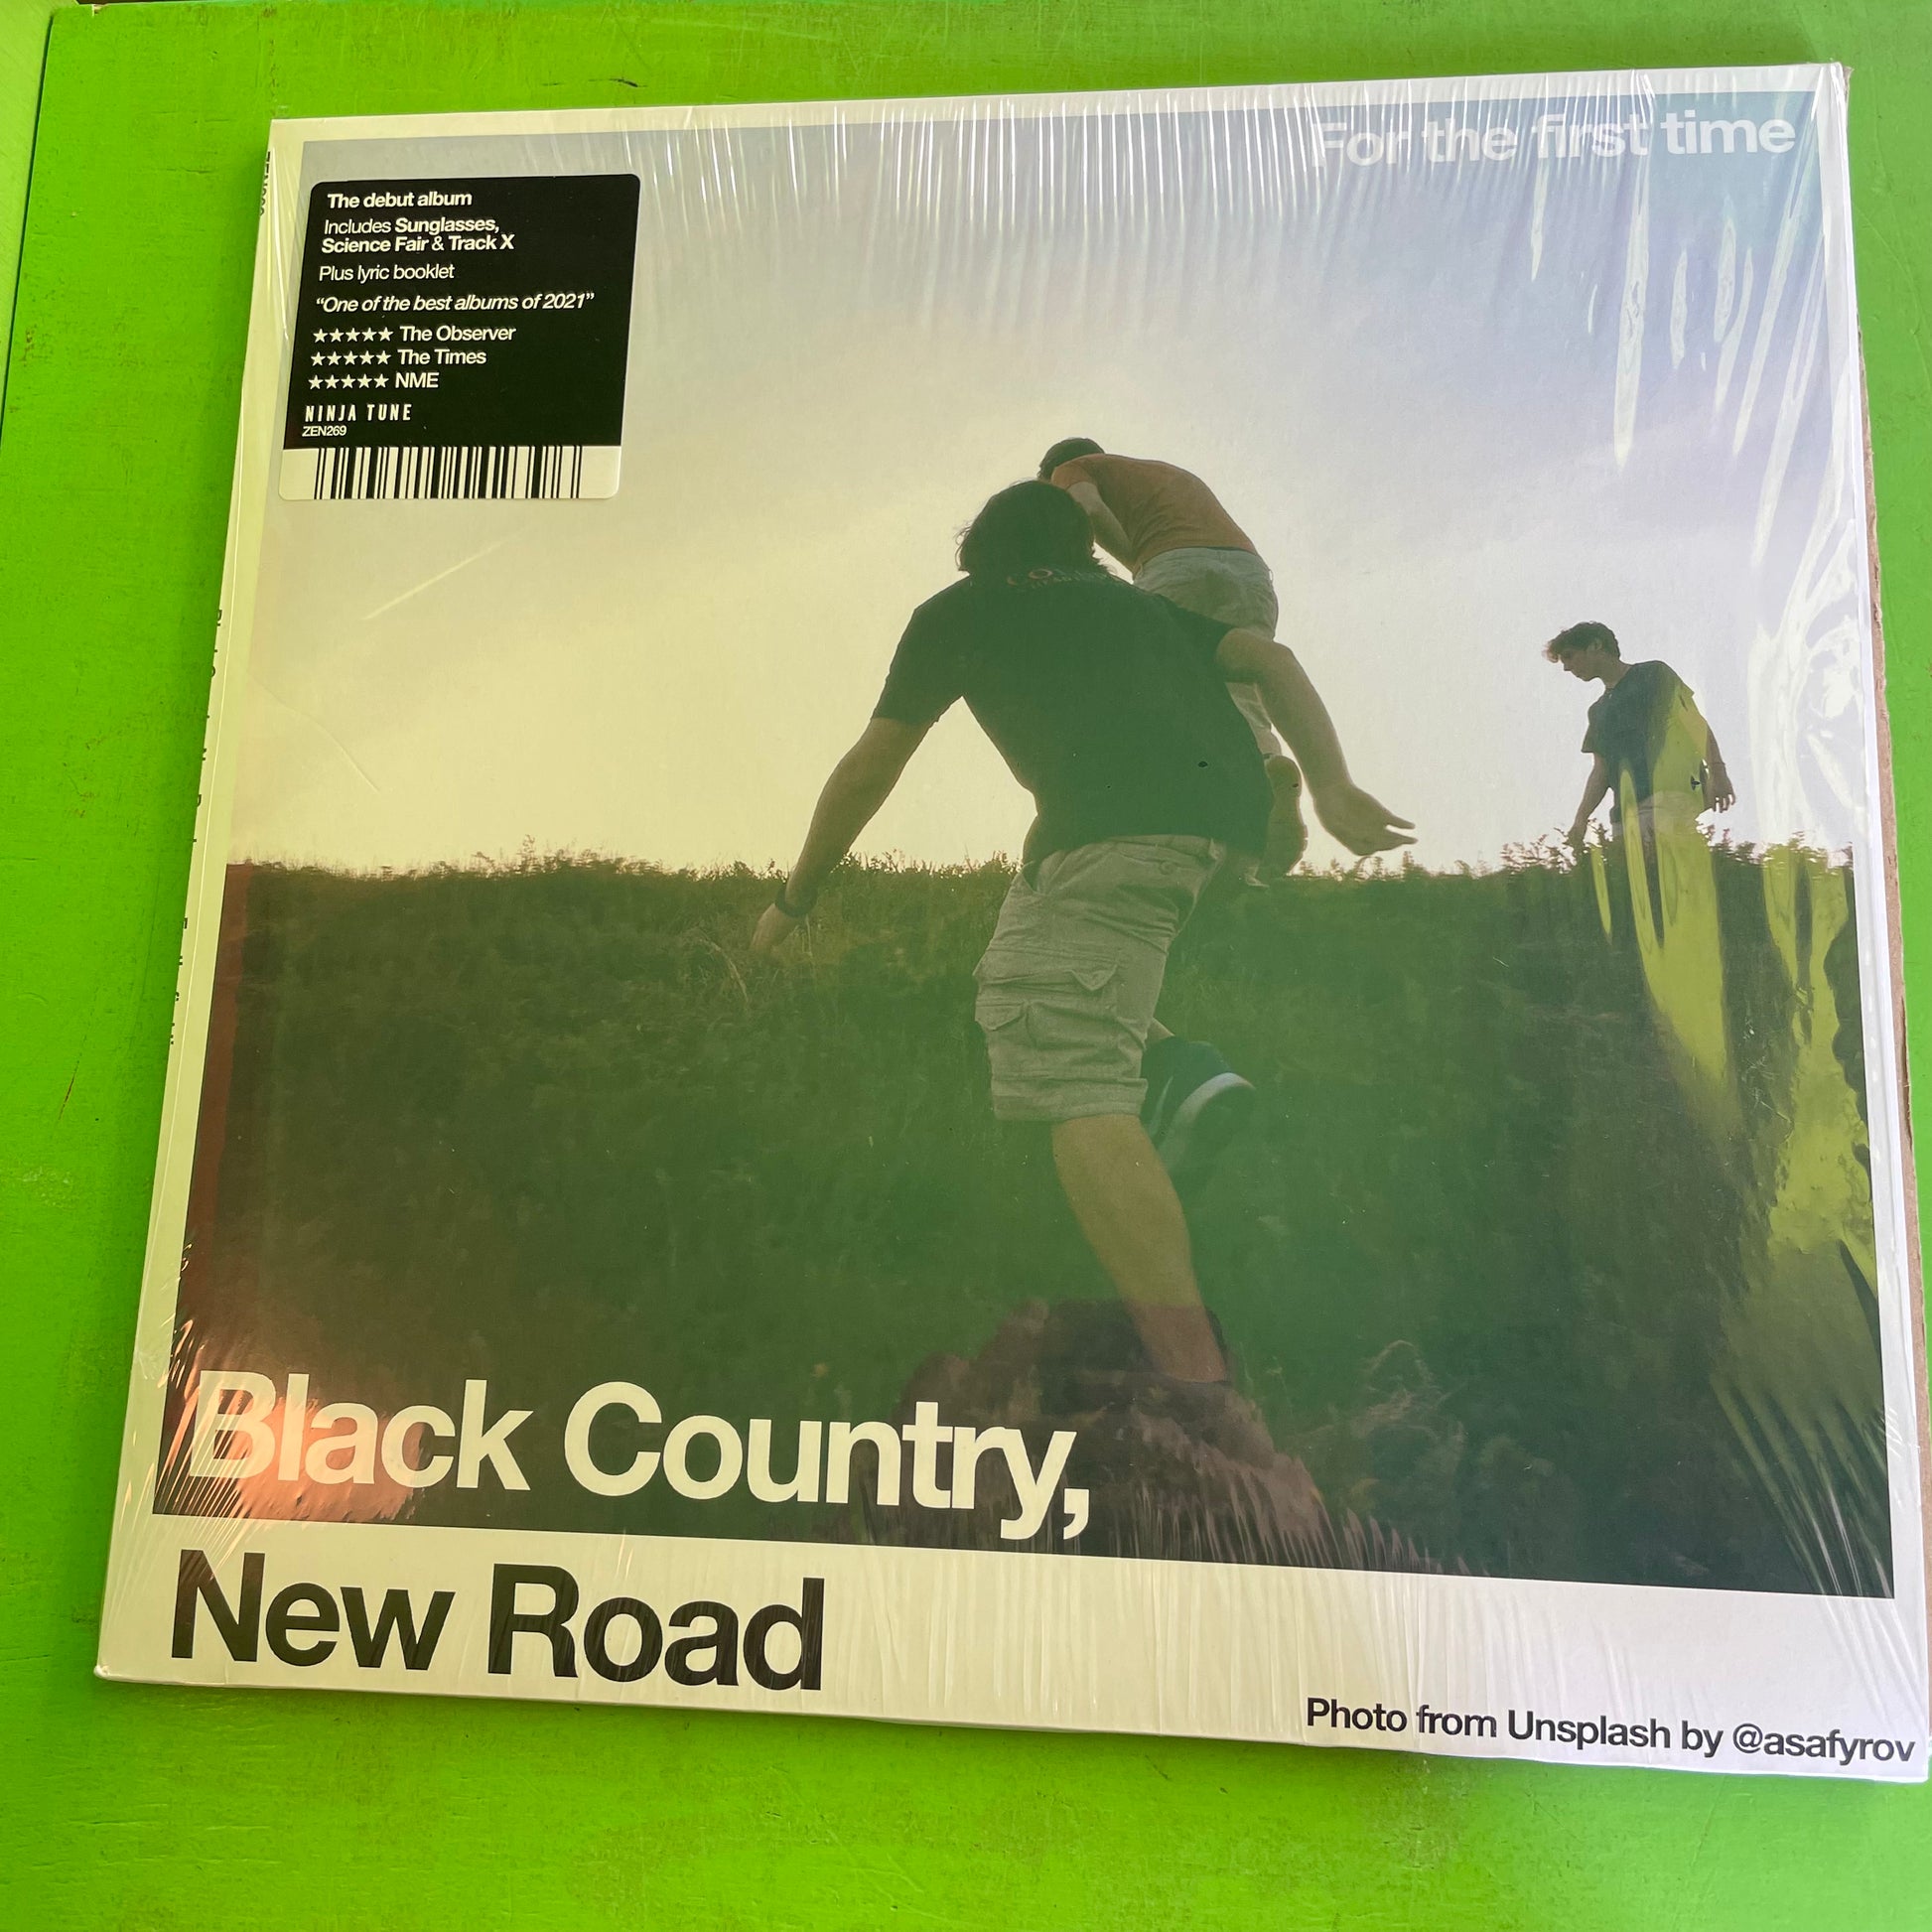 For the first time
The debut album
Includes Sunglasses,
Science Fair & Track X
Plus lyric booklet
“One of the best albums of 2021”
★★★★★ The Observer
★★★★★ The Times
★★★★★ NME
NINJA TUNE
ZEN269
Black Country,
New Road
Photo from Unsplash by @asafyrov